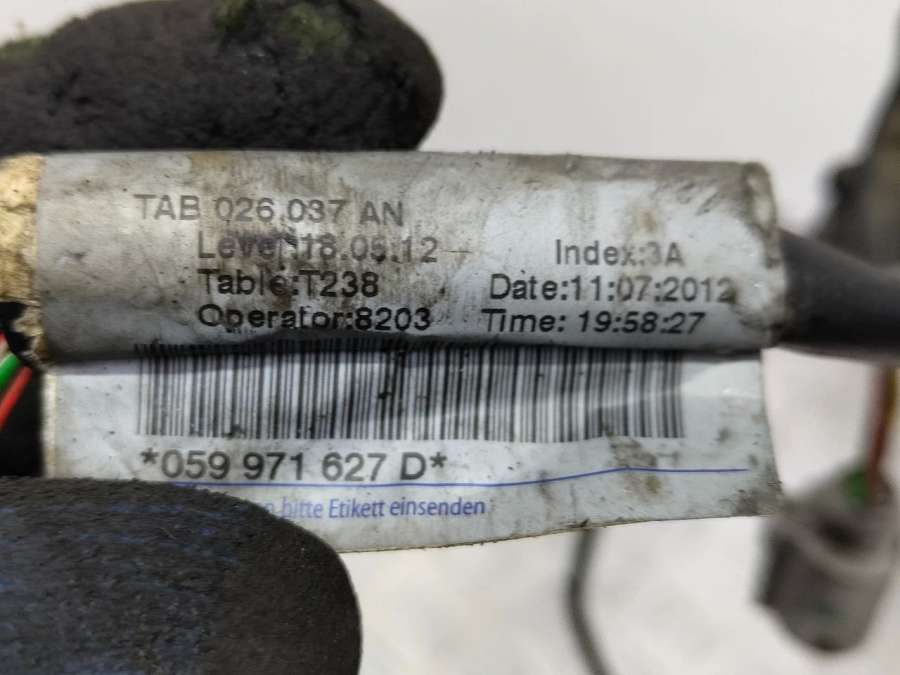 TAB 026.037 AN
Level:18.05.12 Index:3A
Table:T238 Date:11:07:2012
Operator:8203 Time: 19:58:27
*059 971 627 D*
bitte Etikett einsenden